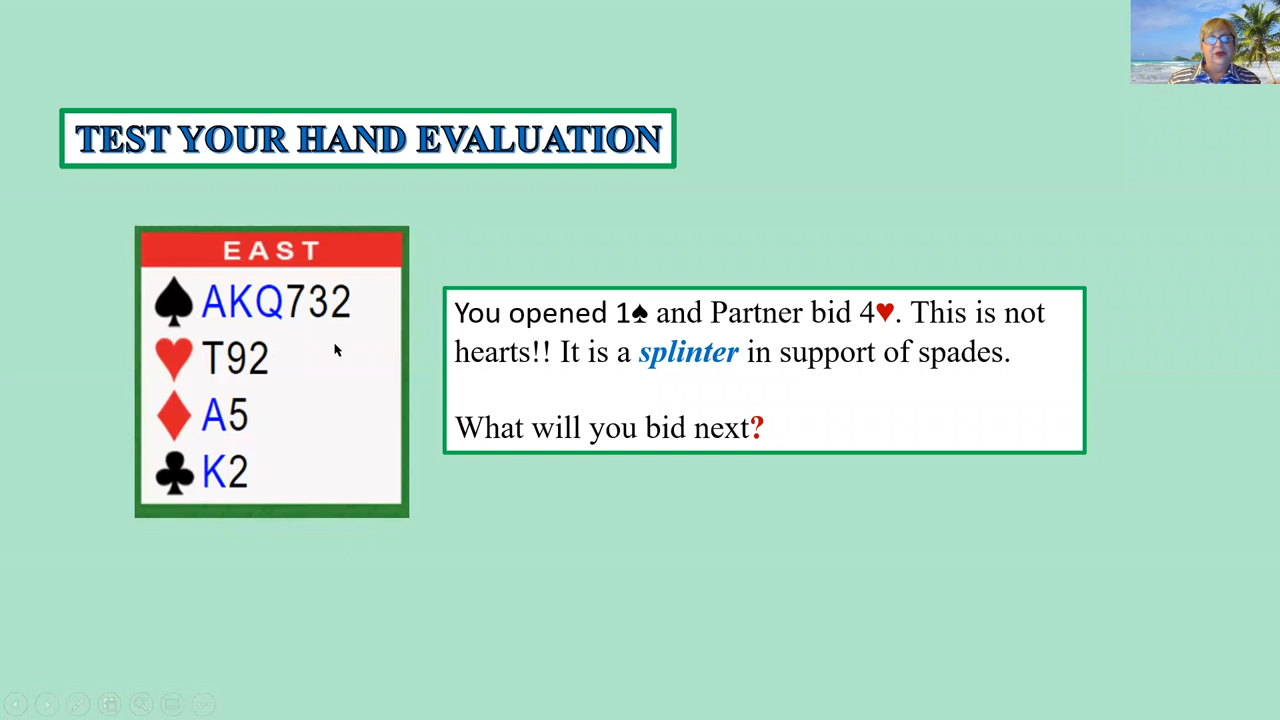 TEST YOUR HAND EVALUATION
EAST
♠ AKQ732
♥ T92
♦ A5
♣ K2
You opened 1♠ and Partner bid 4♥. This is not
hearts!! It is a splinter in support of spades.
What will you bid next?